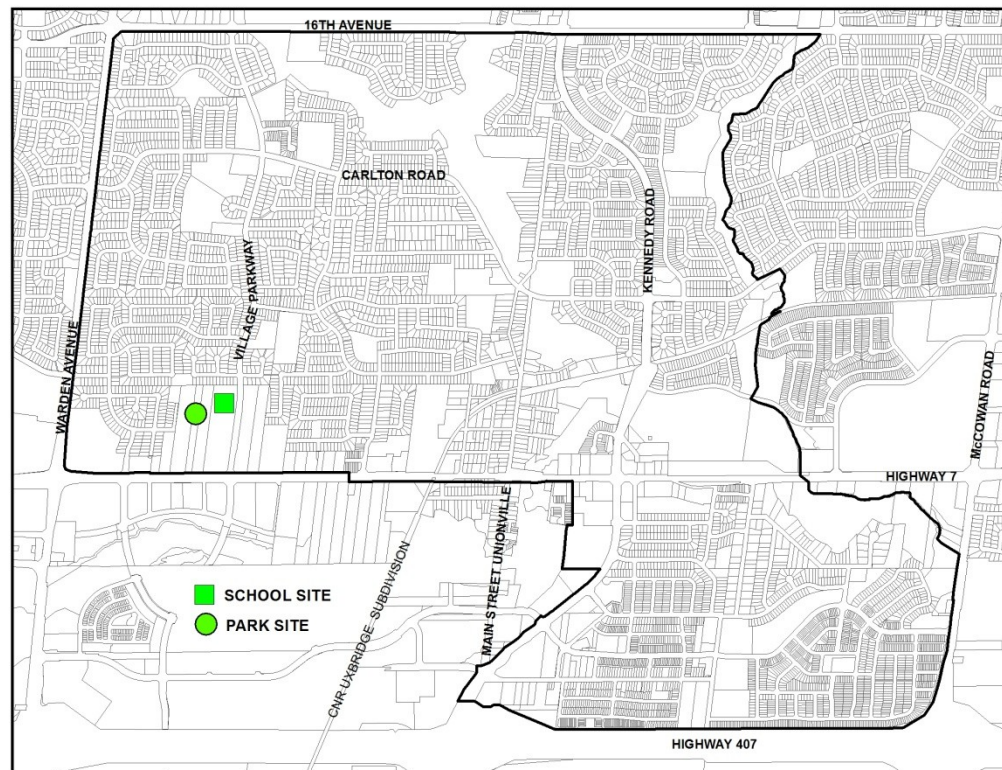 16TH AVENUE
CARLTON ROAD
KENNEDY ROAD
VILLAGE PARKWAY
WARDEN AVENUE
McCOWAN ROAD
HIGHWAY 7
MAIN STREET UNIONVILLE
CNR UXBRIDGE SUBDIVISION
SCHOOL SITE
PARK SITE
HIGHWAY 407